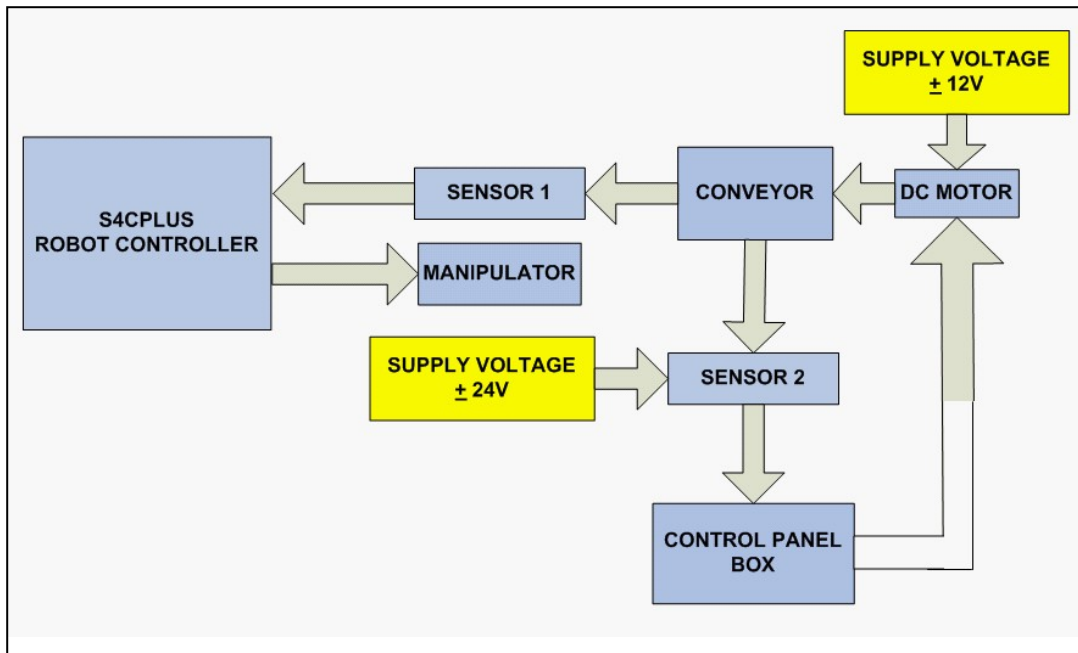 SUPPLY VOLTAGE
± 12V
S4CPLUS
ROBOT CONTROLLER
SENSOR 1
CONVEYOR
DC MOTOR
MANIPULATOR
SUPPLY VOLTAGE
± 24V
SENSOR 2
CONTROL PANEL
BOX